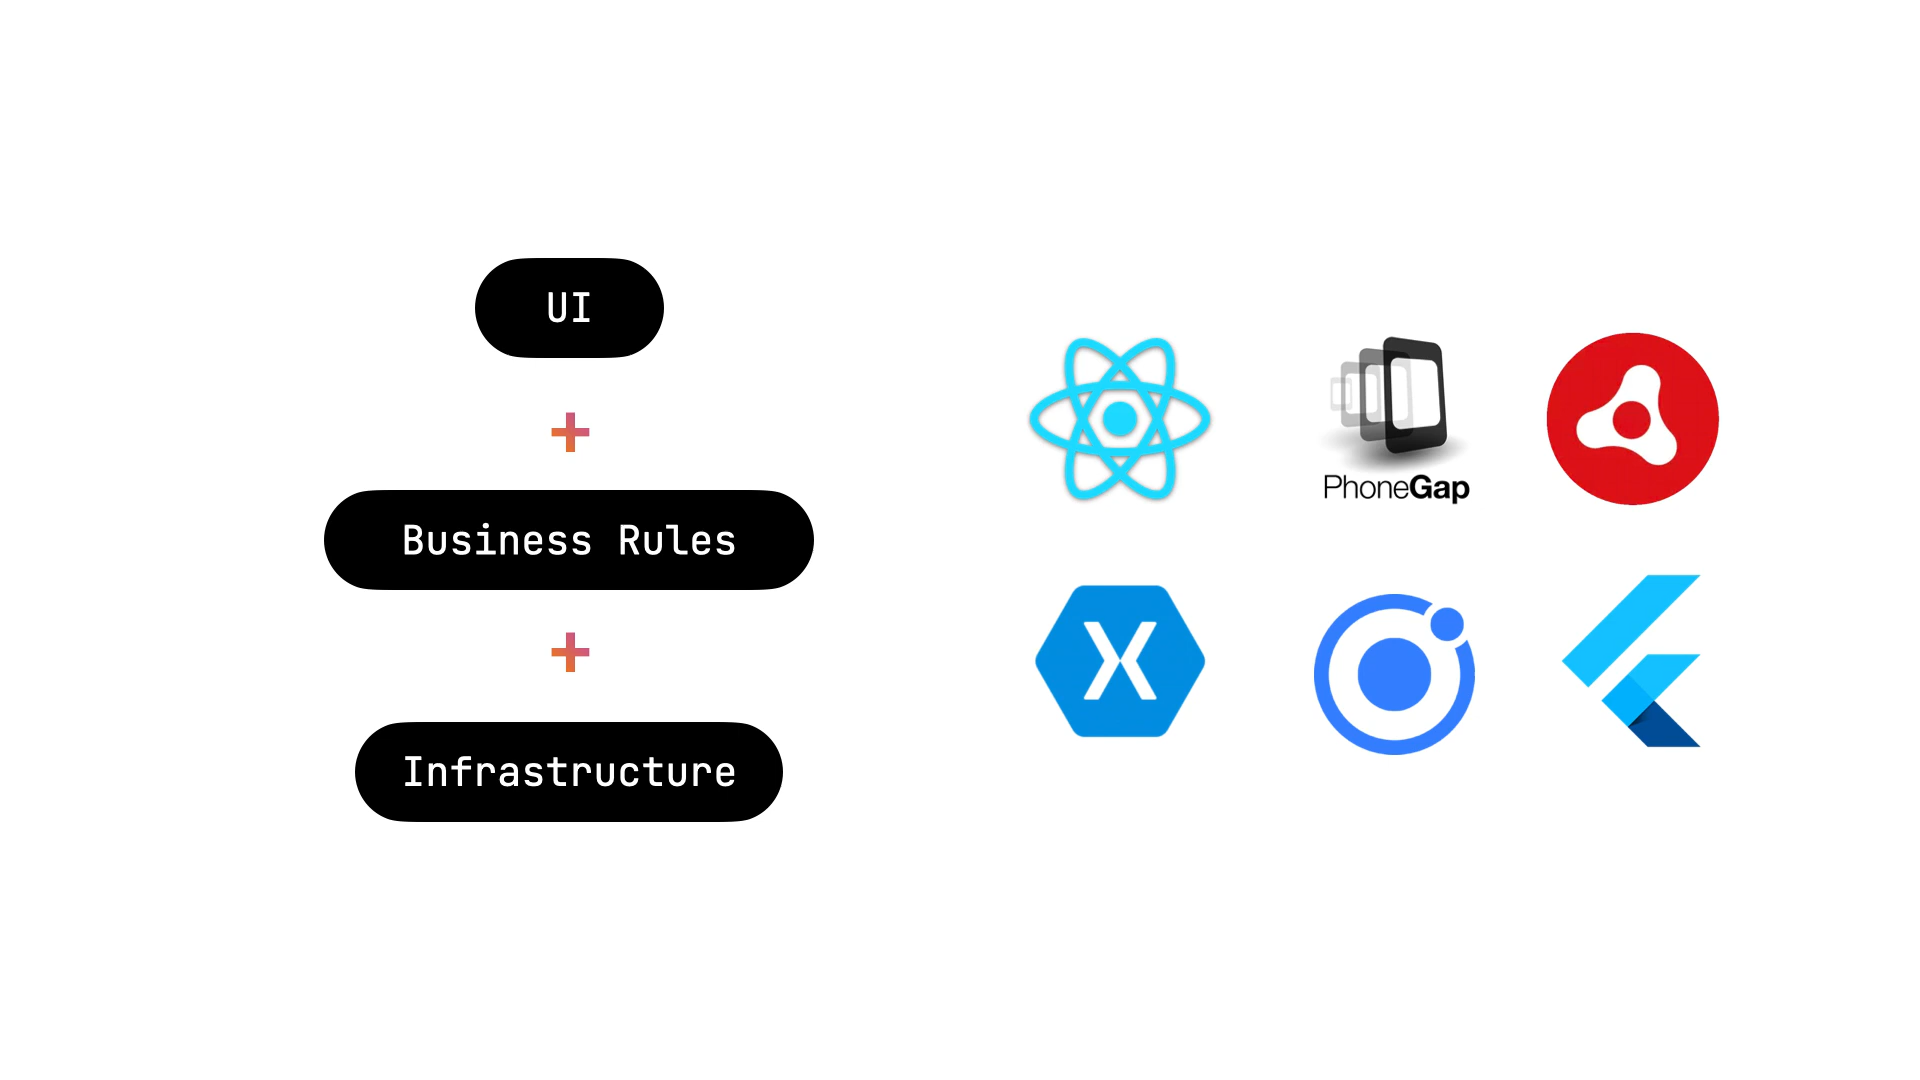 UI
+
Business Rules
+
Infrastructure
PhoneGap